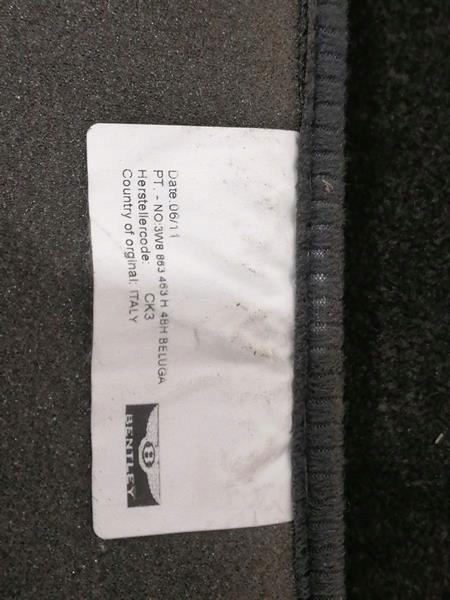 Date: 06/11
PT. - NO:3W8 863 463 H 4BH BELUGA
Herstellercode: CK3
Country of orginal: ITALY
B
BENTLEY